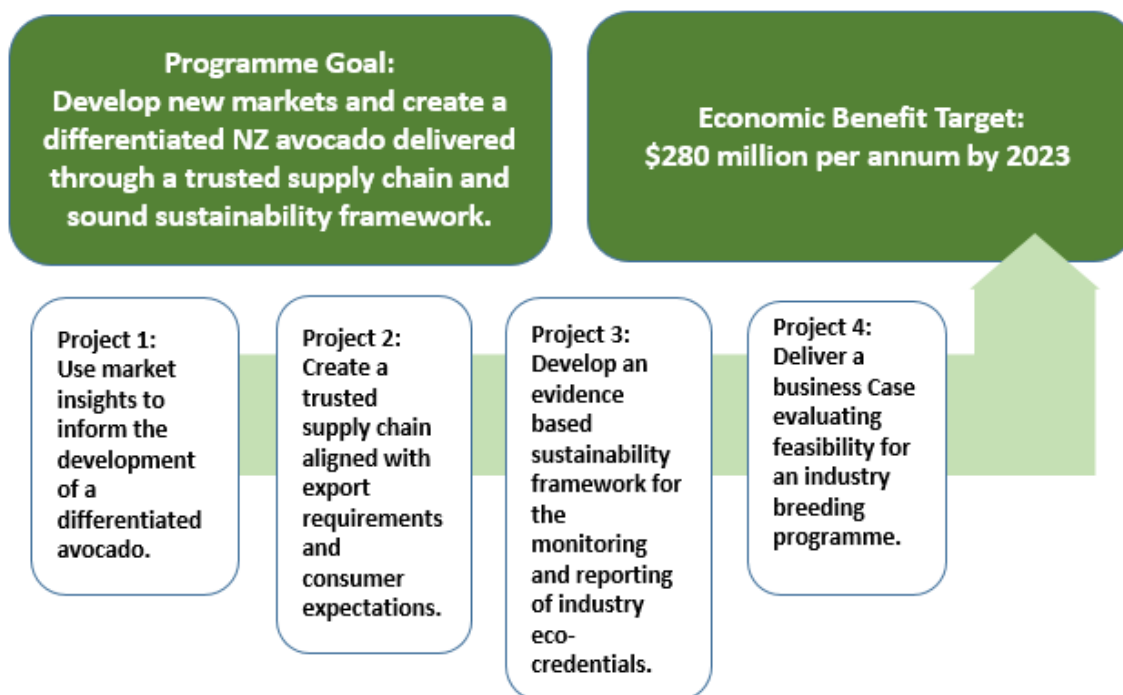 Programme Goal:
Develop new markets and create a
differentiated NZ avocado delivered
through a trusted supply chain and
sound sustainability framework.
Economic Benefit Target:
$280 million per annum by 2023
Project 1:
Use market
insights to
inform the
development
of a
differentiated
avocado.
Project 2:
Create a
trusted
supply chain
aligned with
export
requirements
and
consumer
expectations.
Project 3:
Develop an
evidence
based
sustainability
framework for
the
monitoring
and reporting
of industry
eco-
credentials.
Project 4:
Deliver a
business Case
evaluating
feasibility for
an industry
breeding
programme.